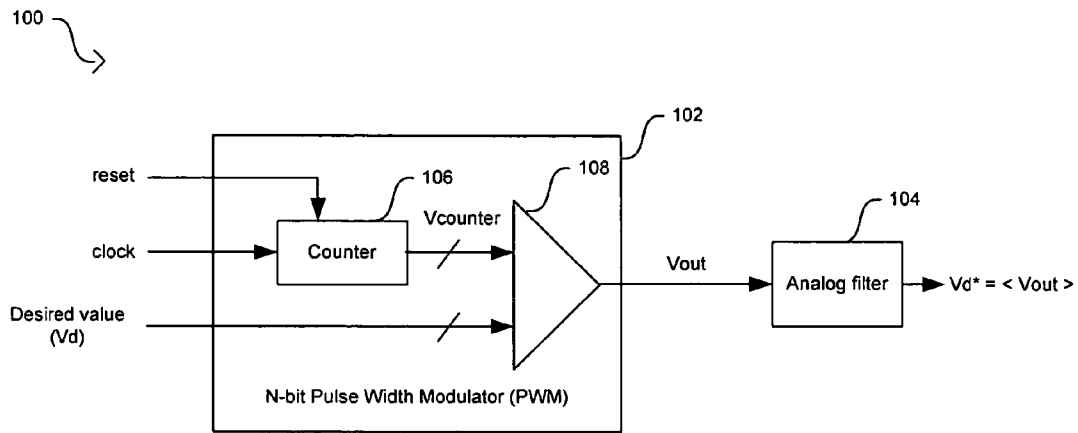 100
102
reset
106
108
Vcounter
104
clock
Counter
Vout
Analog filter
Vd* = < Vout >
Desired value
(Vd)
N-bit Pulse Width Modulator (PWM)